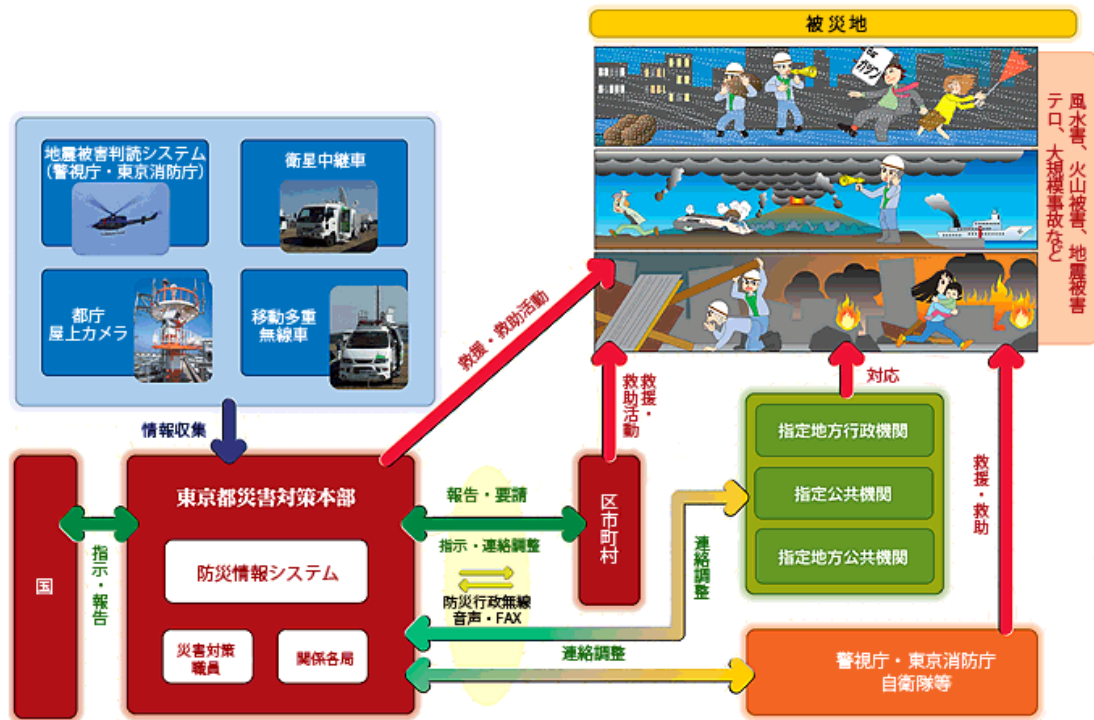 被災地
ガソリン
風水害、火山被害、地震被害
テロ、大規模事故など
地震被害判読システム
(警視庁・東京消防庁)
衛星中継車
都庁
屋上カメラ
移動多重
無線車
情報収集
救援・救助活動
救援・
救助活動
対応
救援・救助
国
指示・報告
東京都災害対策本部
防災情報システム
災害対策
職員
関係各局
報告・要請
指示・連絡調整
防災行政無線
音声・FAX
区市町村
連絡調整
指定地方行政機関
指定公共機関
指定地方公共機関
連絡調整
警視庁・東京消防庁
自衛隊等